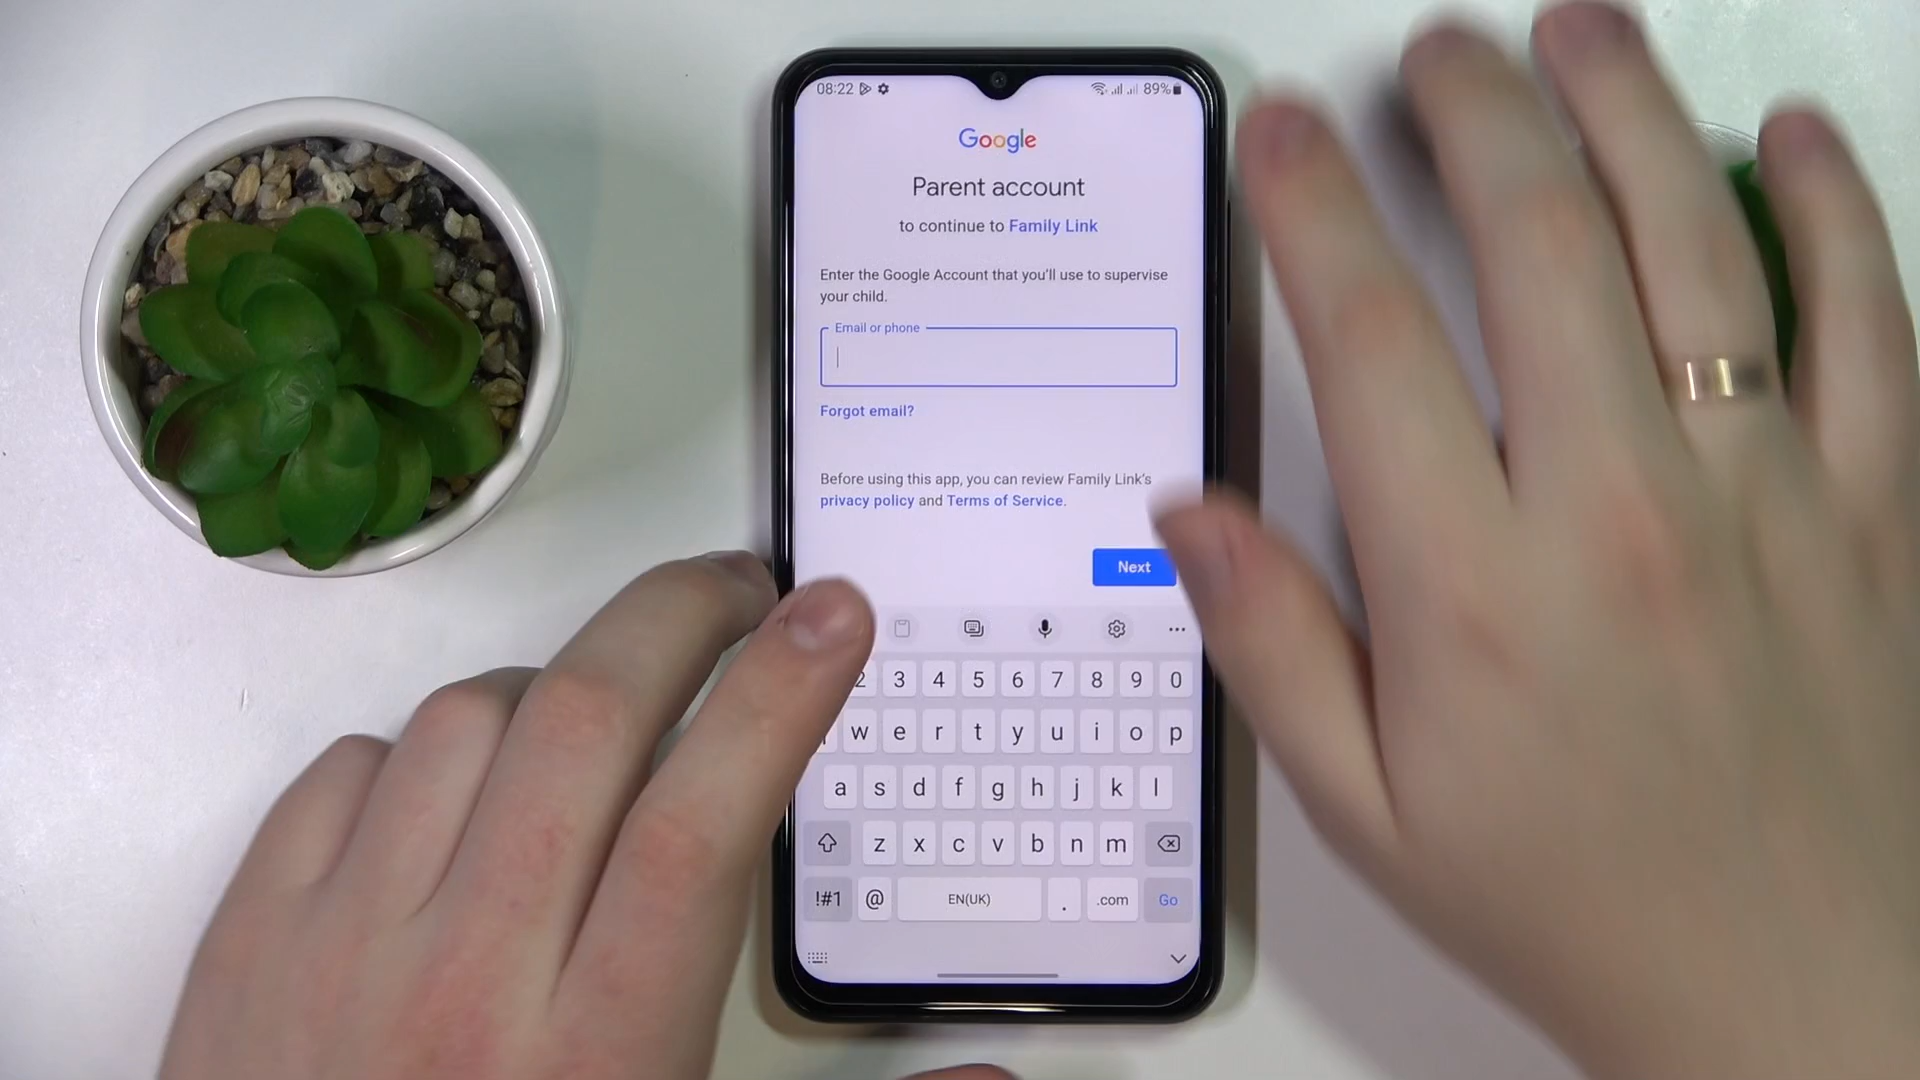 08:22 89%
Google
Parent account
to continue to Family Link
Enter the Google Account that you'll use to supervise
your child.
Email or phone
Forgot email?
Before using this app, you can review Family Link's
privacy policy and Terms of Service.
Next
2 3 4 5 6 7 8 9 0
w e r t y u i o p
a s d f g h j k l
z x c v b n m
!#1 @ EN(UK) . .com Go